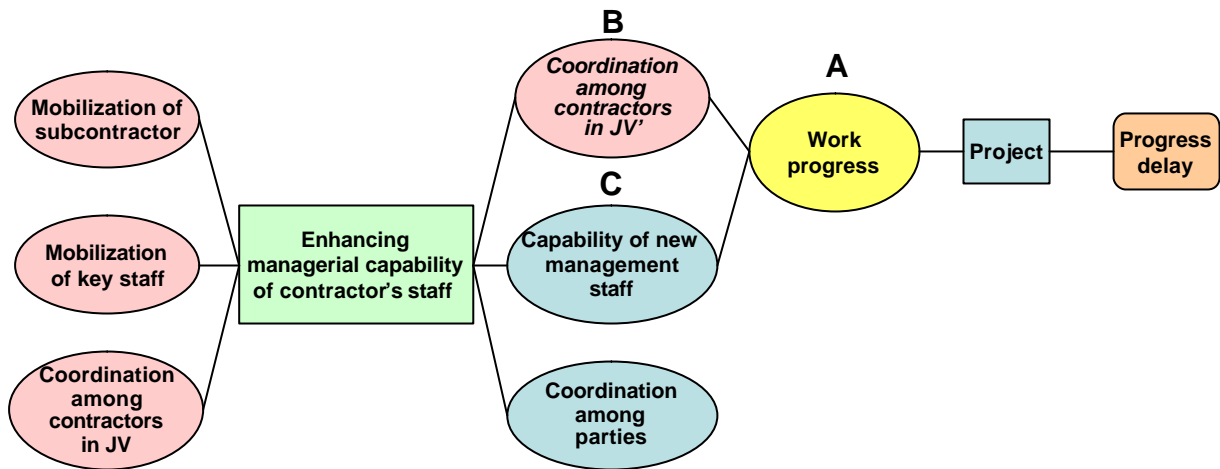 Mobilization of
subcontractor
Mobilization
of key staff
Coordination
among
contractors
in JV
Enhancing
managerial capability
of contractor's staff
B
Coordination
among
contractors
in JV'
C
Capability of new
management
staff
Coordination
among
parties
A
Work
progress
Project
Progress
delay